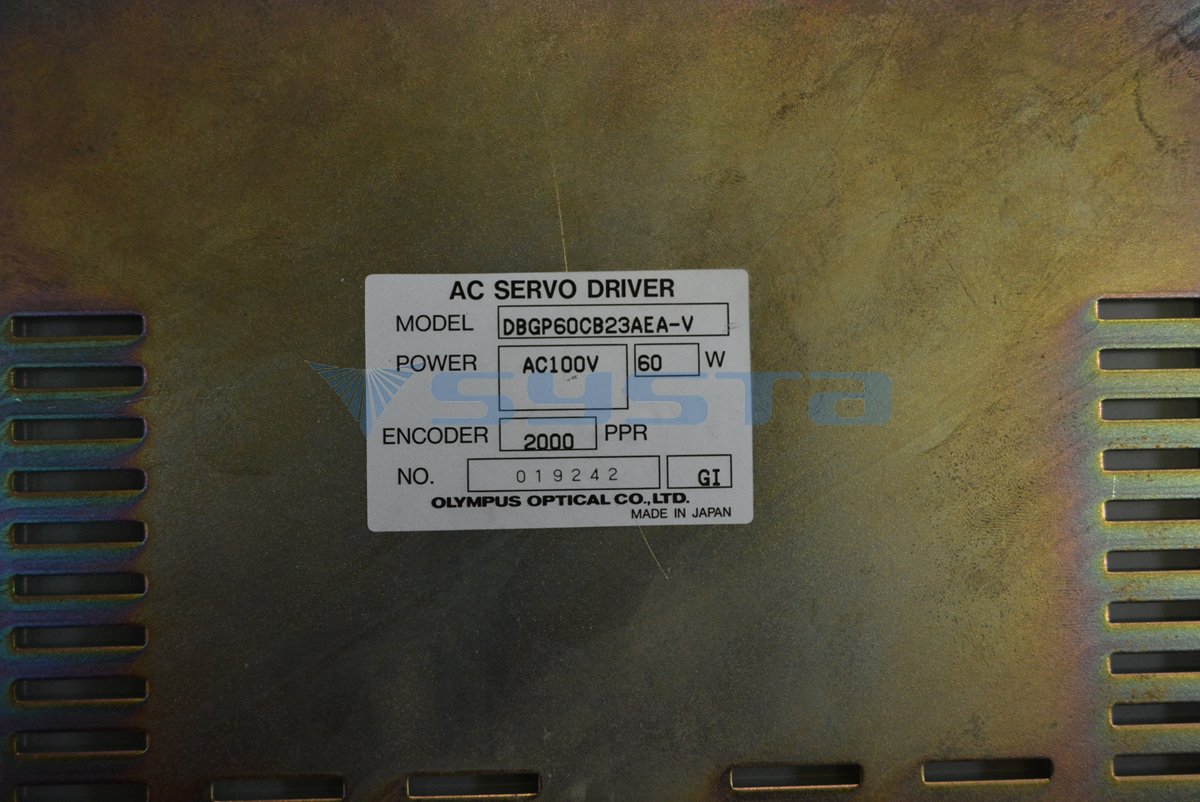 AC SERVO DRIVER
MODEL DBGP60CB23AEA-V
POWER AC100V 60 W
systa
ENCODER 2000 PPR
NO. 019242 GI
OLYMPUS OPTICAL CO.,LTD.
MADE IN JAPAN